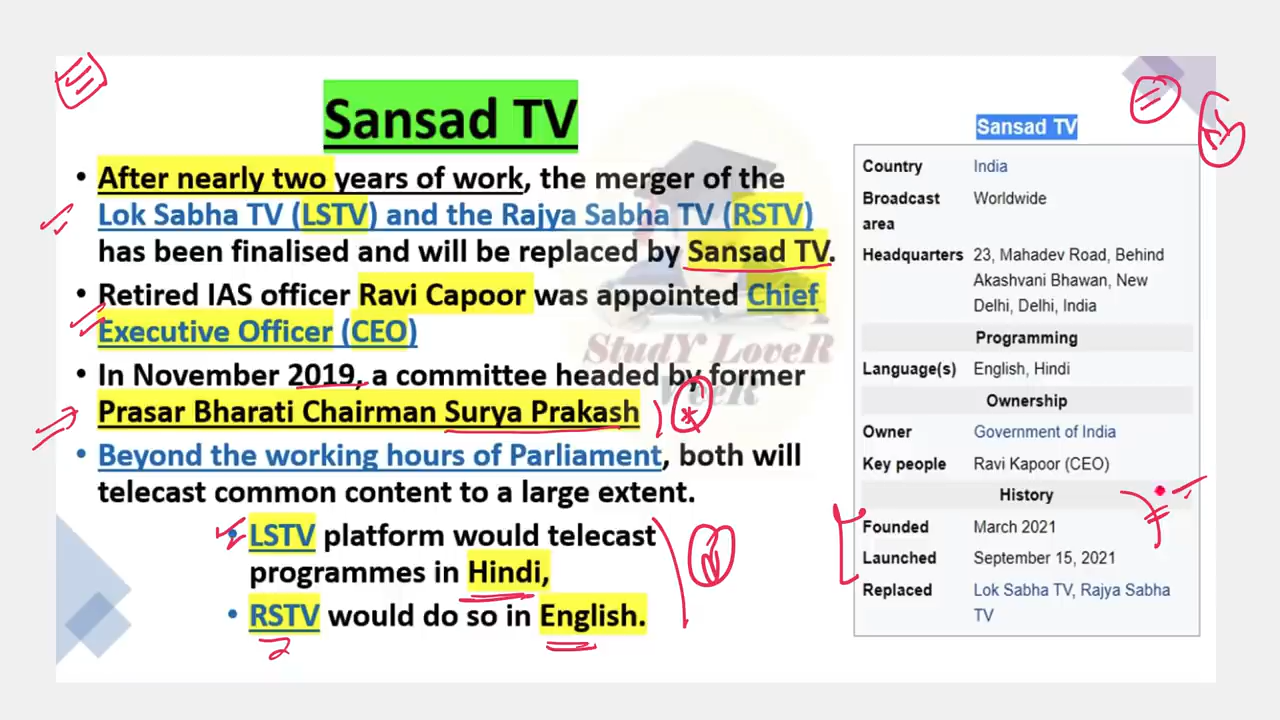 Sansad TV
• After nearly two years of work, the merger of the
Lok Sabha TV (LSTV) and the Rajya Sabha TV (RSTV)
has been finalised and will be replaced by Sansad TV.
• Retired IAS officer Ravi Capoor was appointed Chief
Executive Officer (CEO)
• In November 2019, a committee headed by former
Prasar Bharati Chairman Surya Prakash
• Beyond the working hours of Parliament, both will
telecast common content to a large extent.
• LSTV platform would telecast
programmes in Hindi,
• RSTV would do so in English.
StudY LoveR
VeeR
Sansad TV
Country India
Broadcast Worldwide
area
Headquarters 23, Mahadev Road, Behind
Akashvani Bhawan, New
Delhi, Delhi, India
Programming
Language(s) English, Hindi
Ownership
Owner Government of India
Key people Ravi Kapoor (CEO)
History
Founded March 2021
Launched September 15, 2021
Replaced Lok Sabha TV, Rajya Sabha
TV